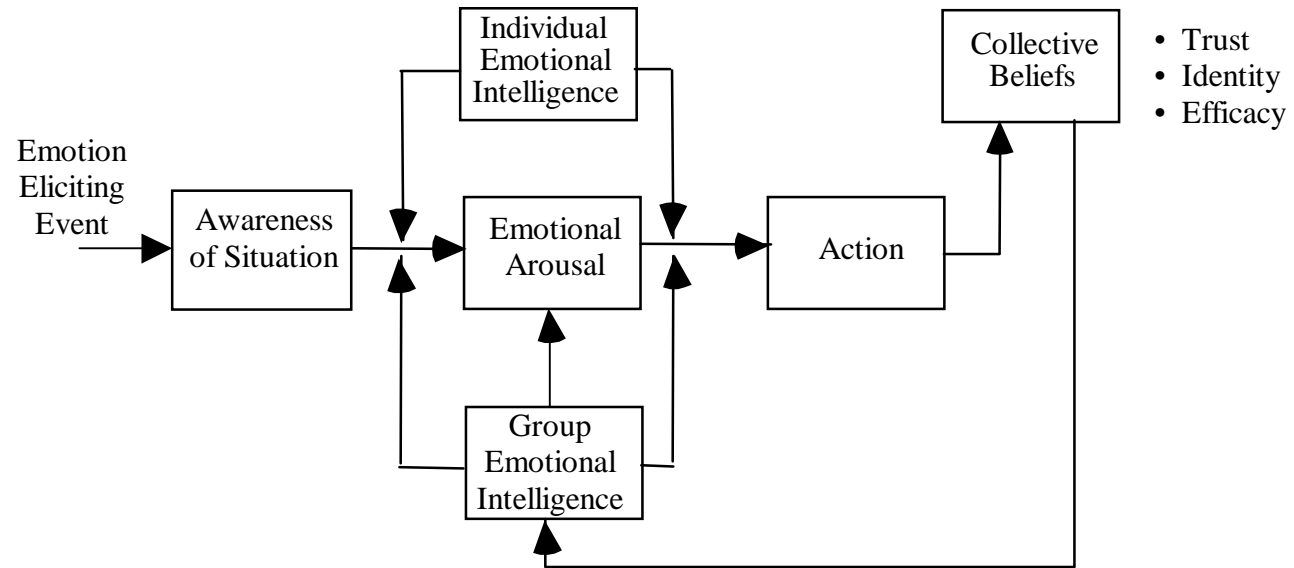 Individual
Emotional
Intelligence
Collective
Beliefs
• Trust
• Identity
• Efficacy
Emotion
Eliciting
Event
Awareness
of Situation
Emotional
Arousal
Action
Group
Emotional
Intelligence